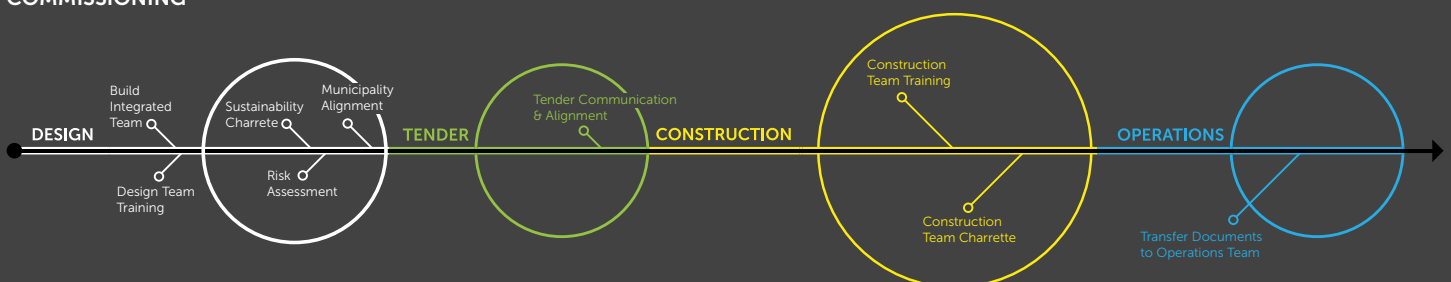 COMMISSIONING
DESIGN
Build
Integrated
Team
Design Team
Training
Sustainability
Charrete
Risk
Assessment
Municipality
Alignment
TENDER
Tender Communication
& Alignment
CONSTRUCTION
Construction
Team Training
Construction
Team Charrette
OPERATIONS
Transfer Documents
to Operations Team